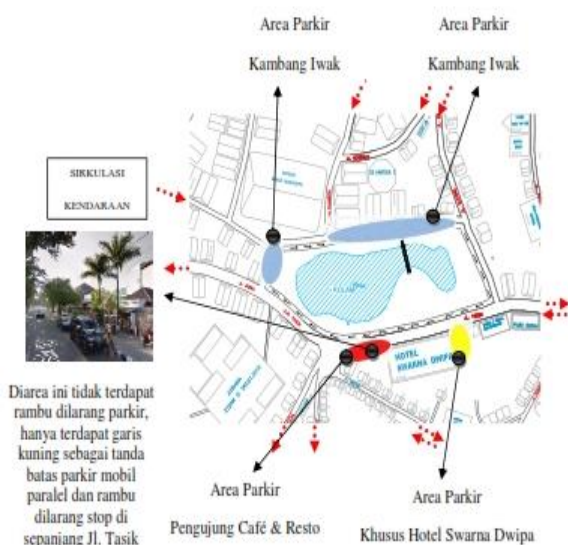 Area Parkir
Kambang Iwak
Area Parkir
Kambang Iwak
SIRKULASI
KENDARAAN
HOTEL
SWARNA DWIPA
Diarea ini tidak terdapat
rambu dilarang parkir,
hanya terdapat garis
kuning sebagai tanda
batas parkir mobil
paralel dan rambu
dilarang stop di
sepanjang Jl. Tasik
Area Parkir
Pengujung Café & Resto
Area Parkir
Khusus Hotel Swarna Dwipa